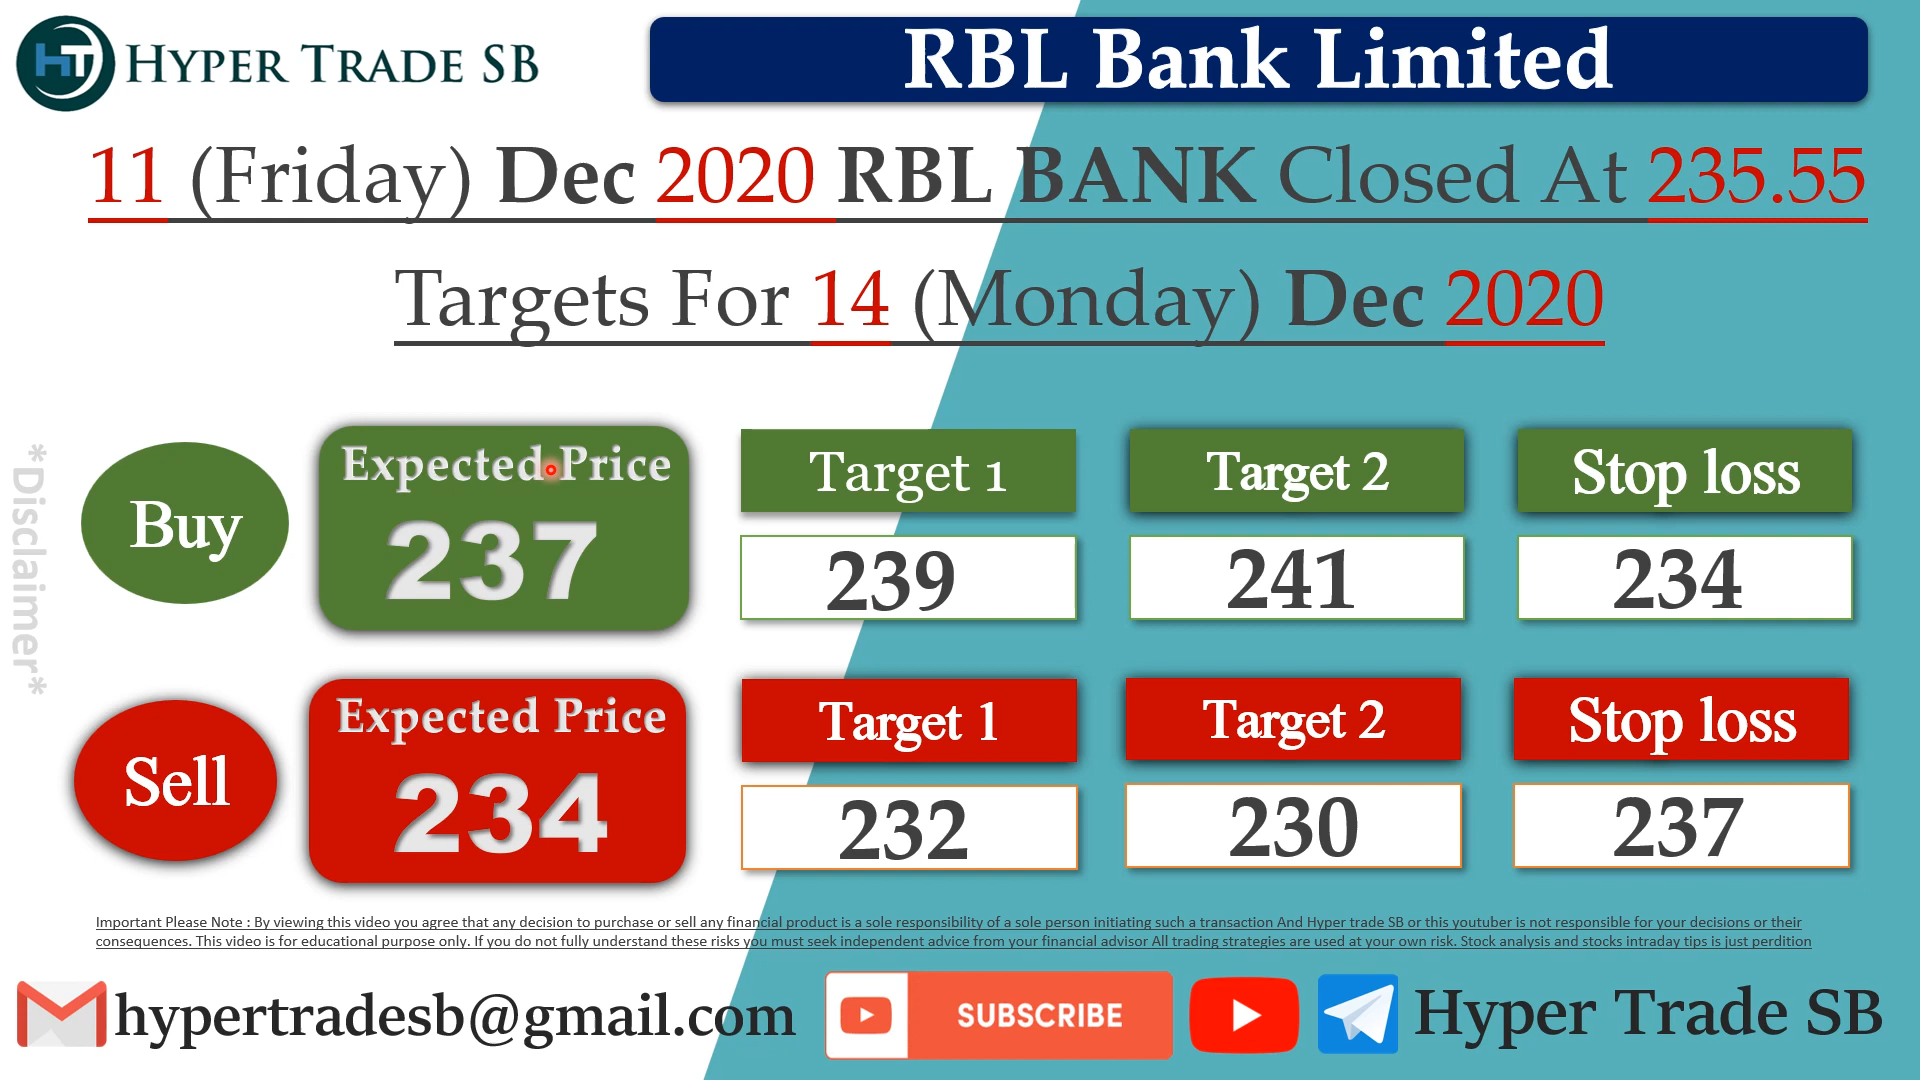 HT HYPER TRADE SB
RBL Bank Limited
11 (Friday) Dec 2020 RBL BANK Closed At 235.55
Targets For 14 (Monday) Dec 2020
*Disclaimer*
Buy
Expected Price
237
Target 1
239
Target 2
241
Stop loss
234
Sell
Expected Price
234
Target 1
232
Target 2
230
Stop loss
237
Important Please Note : By viewing this video you agree that any decision to purchase or sell any financial product is a sole responsibility of a sole person initiating such a transaction And Hyper trade SB or this youtuber is not responsible for your decisions or their
consequences. This video is for educational purpose only. If you do not fully understand these risks you must seek independent advice from your financial advisor All trading strategies are used at your own risk. Stock analysis and stocks intraday tips is just perdition
hypertradesb@gmail.com
SUBSCRIBE
Hyper Trade SB